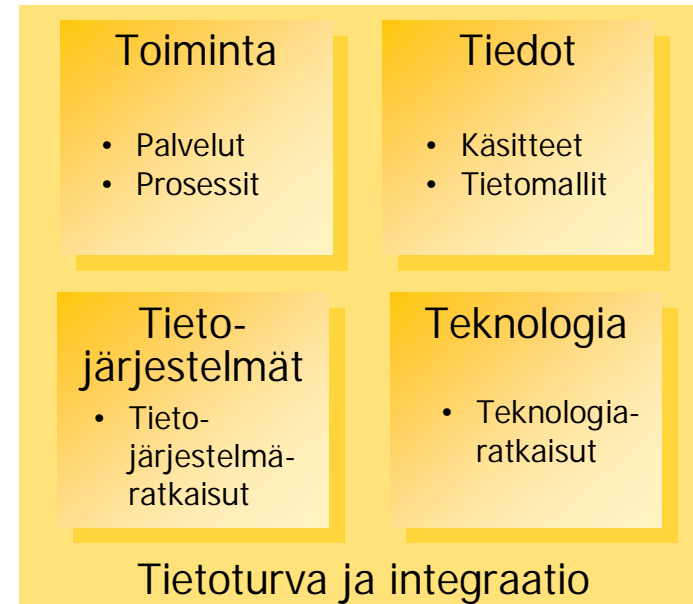 Toiminta
• Palvelut
• Prosessit
Tiedot
• Käsitteet
• Tietomallit
Tieto-
järjestelmät
• Tieto-
järjestelmä-
ratkaisut
Teknologia
• Teknologia-
ratkaisut
Tietoturva ja integraatio